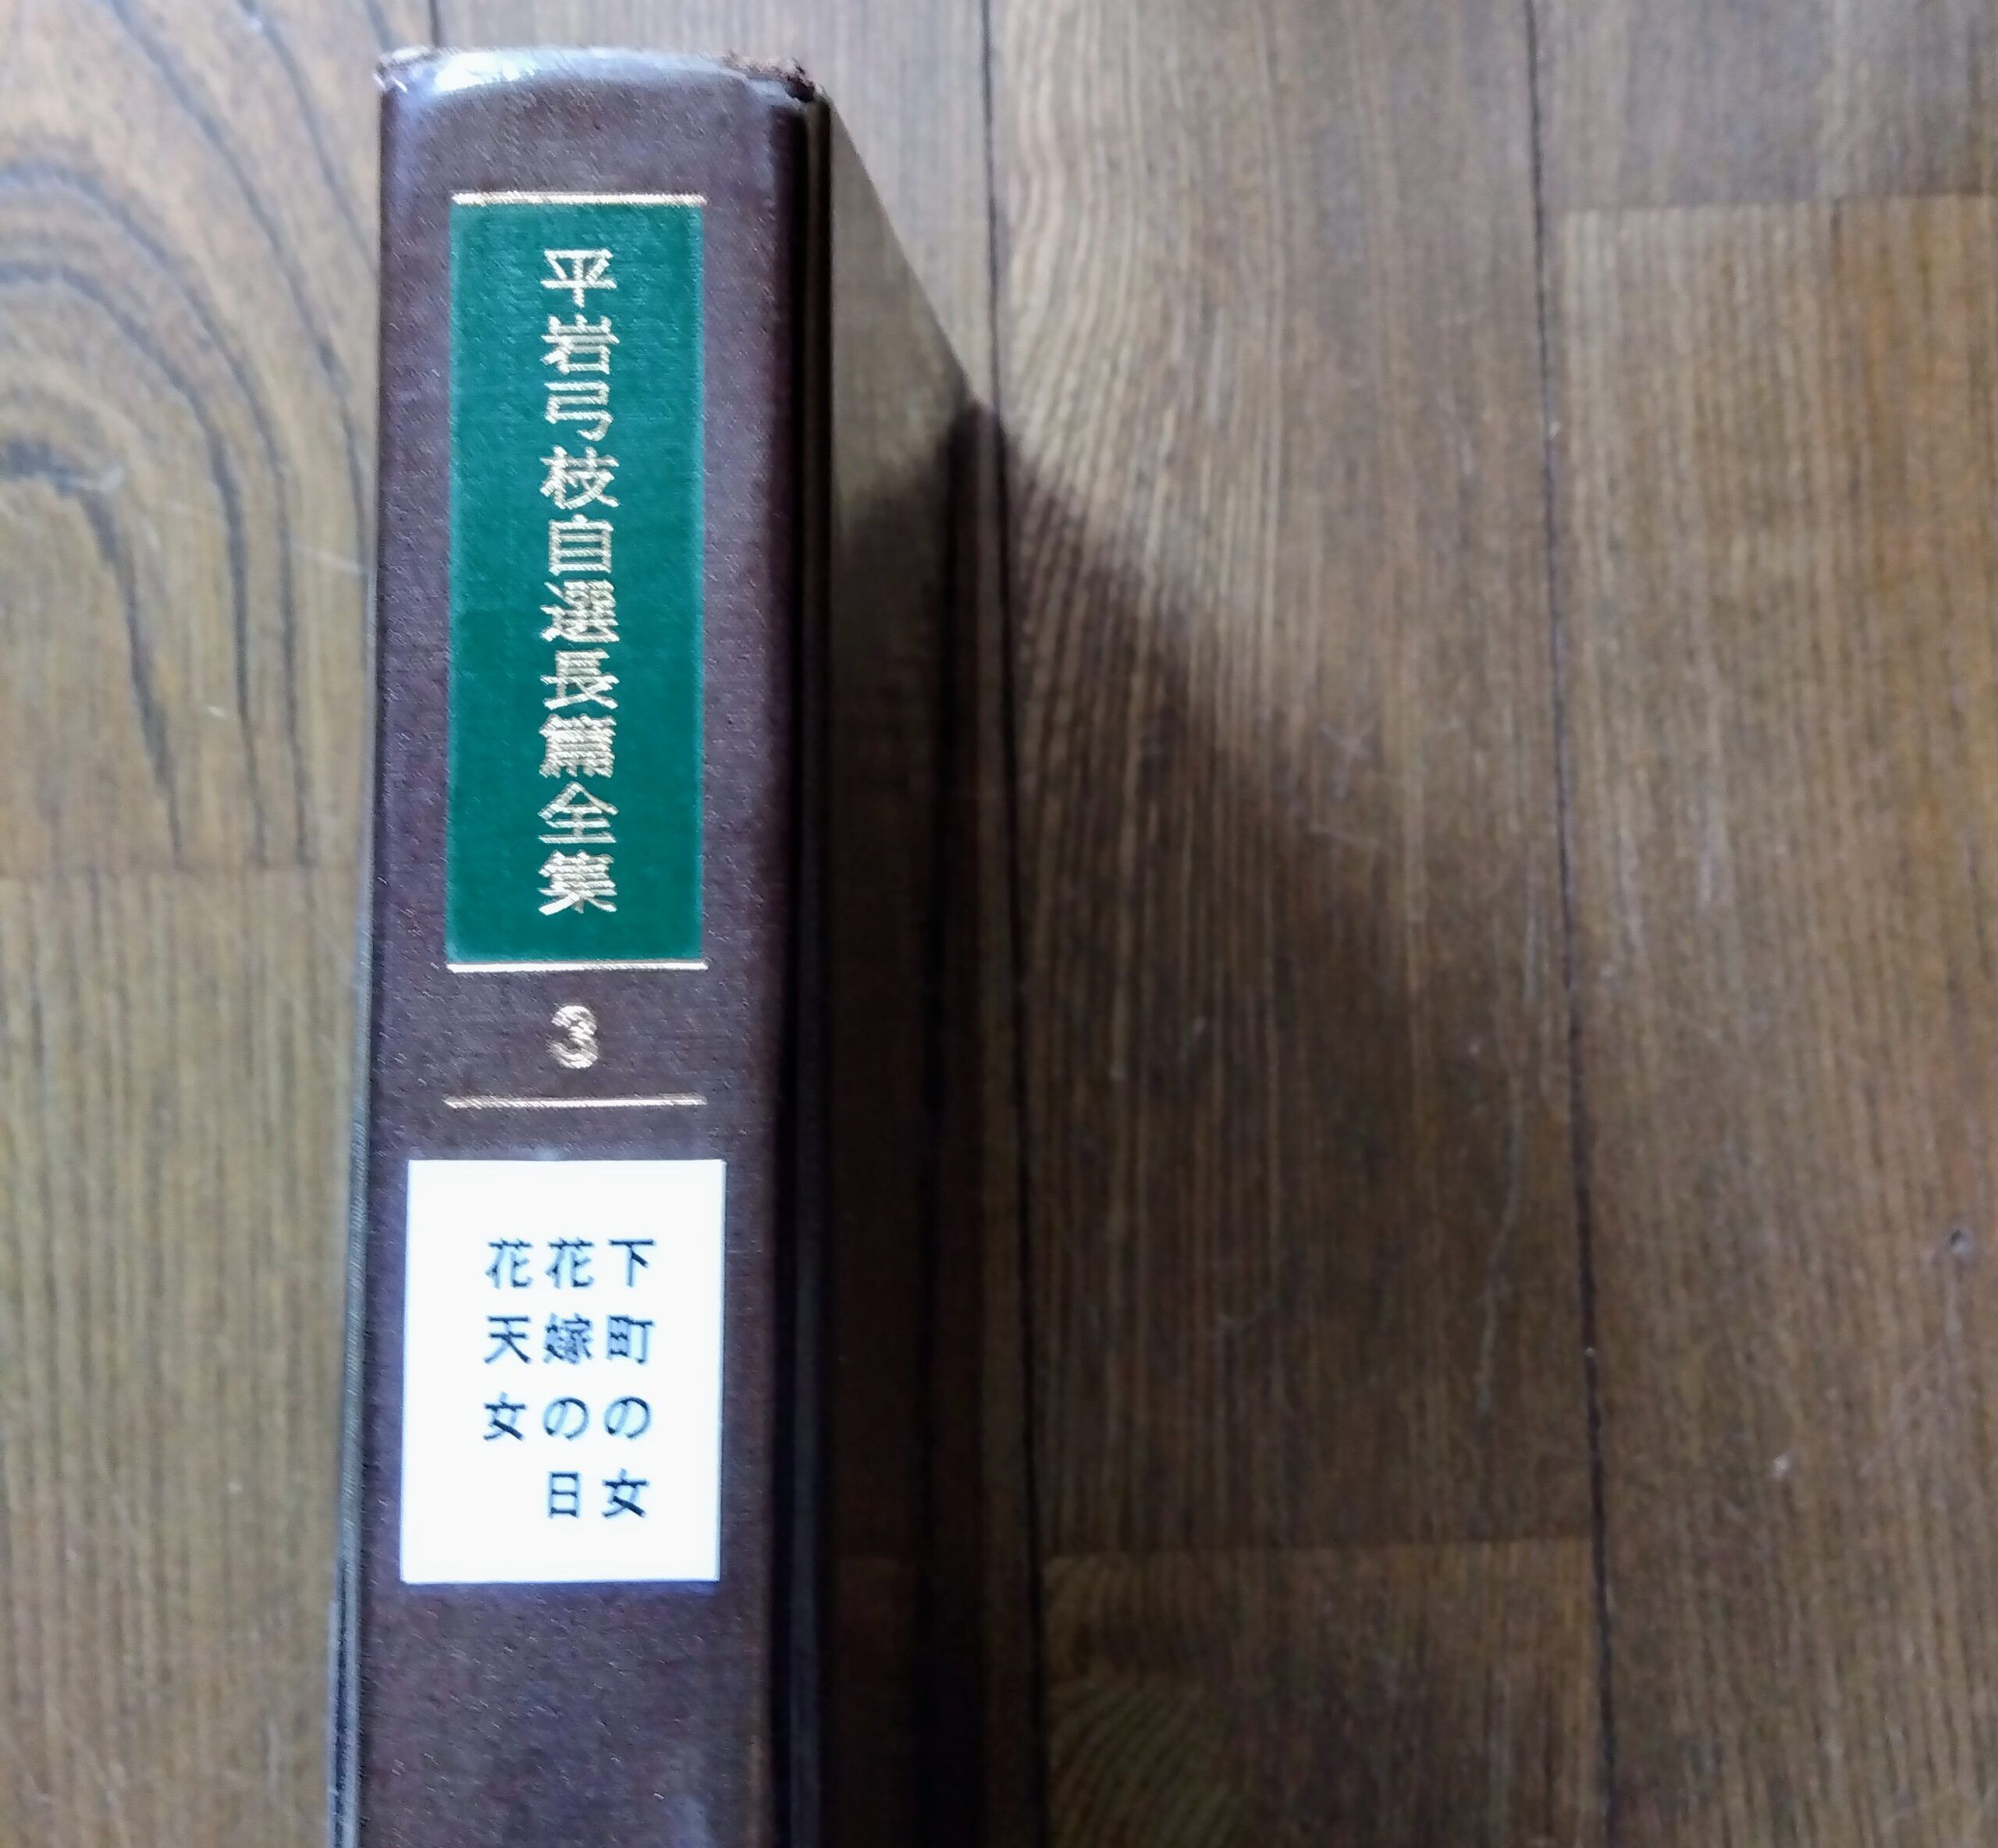 平岩弓枝自選長篇全集
3
下町の女
花嫁の日
花天女